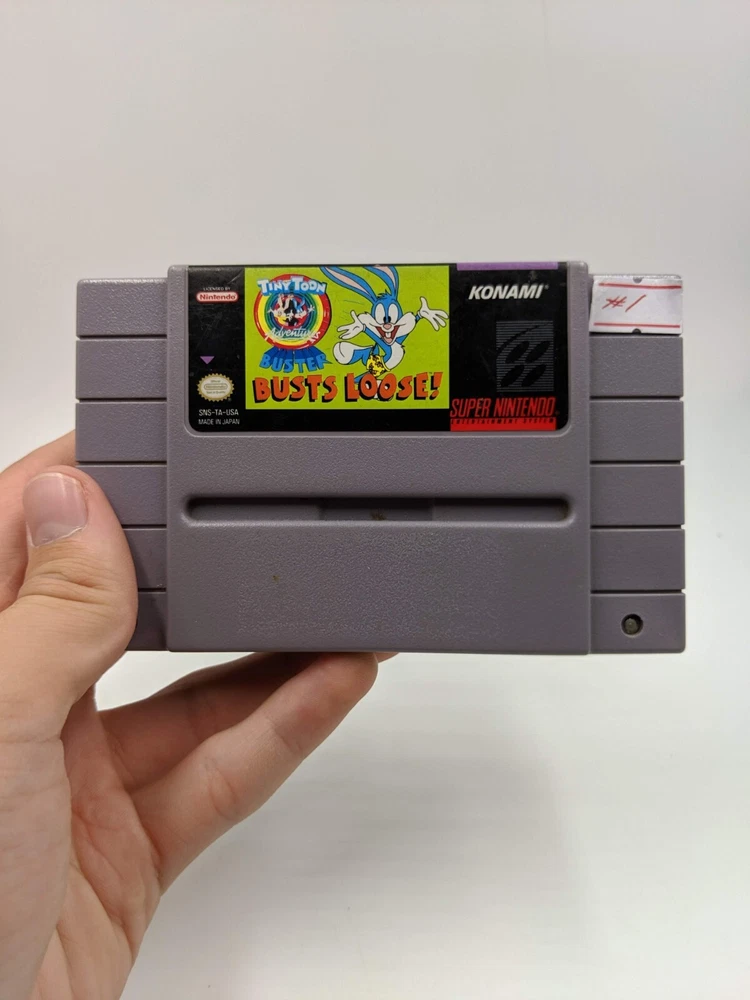 LICENSED BY
Nintendo
TINY TOON
Adventures
BUSTER
BUSTS LOOSE!
SNS-TA-USA
MADE IN JAPAN
KONAMI®
SUPER NINTENDO
ENTERTAINMENT SYSTEM
#1